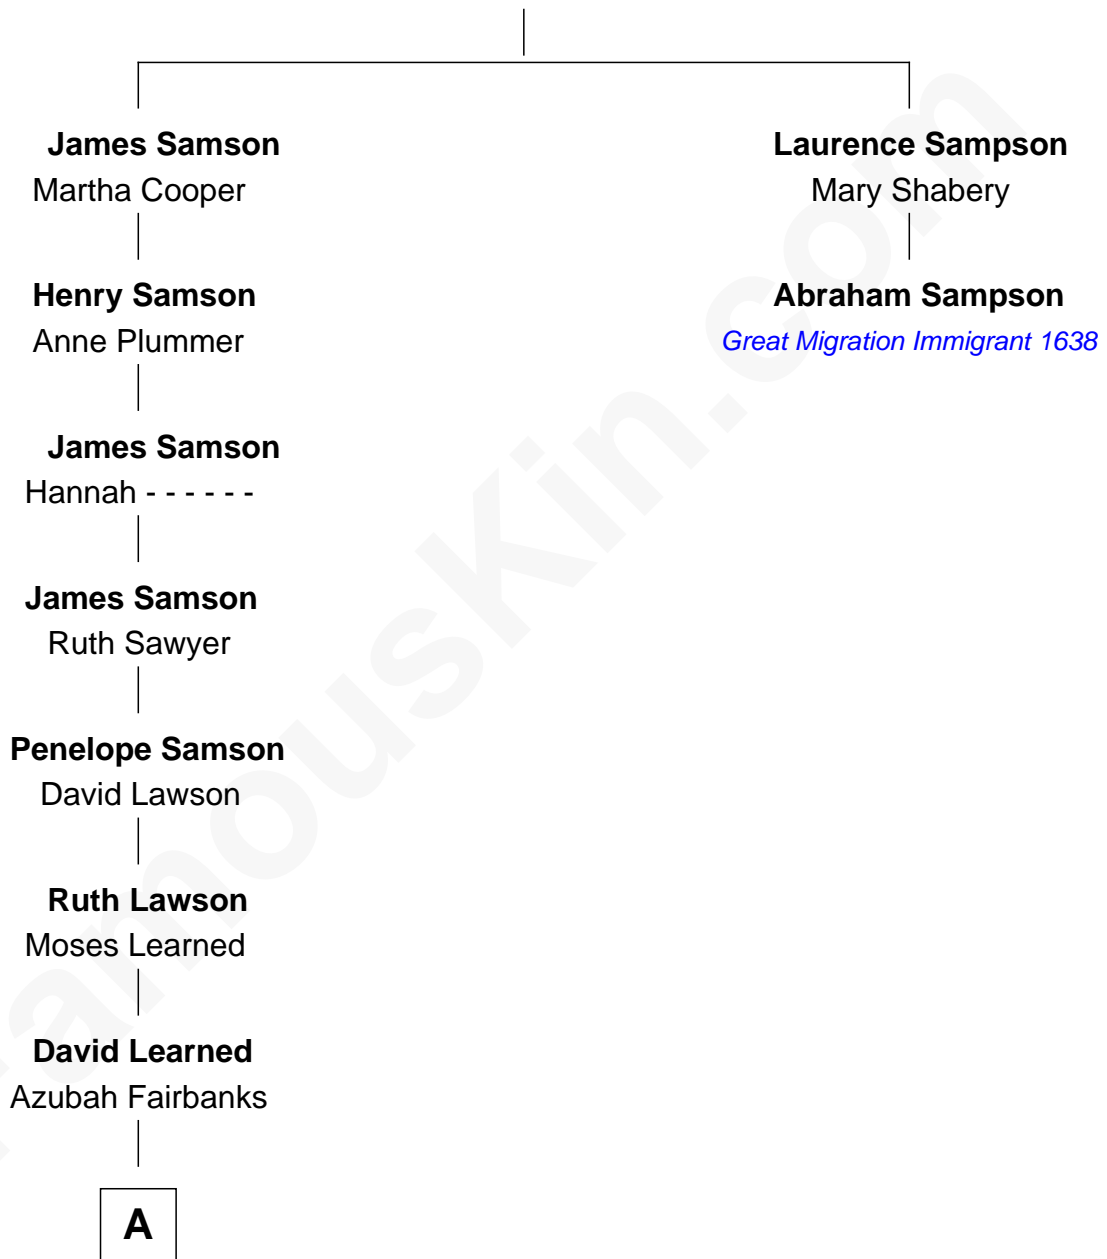 James Samson
Martha Cooper
Laurence Sampson
Mary Shabery
Henry Samson
Anne Plummer
Abraham Sampson
Great Migration Immigrant 1638
James Samson
Hannah - - - - - -
James Samson
Ruth Sawyer
Penelope Samson
David Lawson
Ruth Lawson
Moses Learned
David Learned
Azubah Fairbanks
A
FamousKin.com